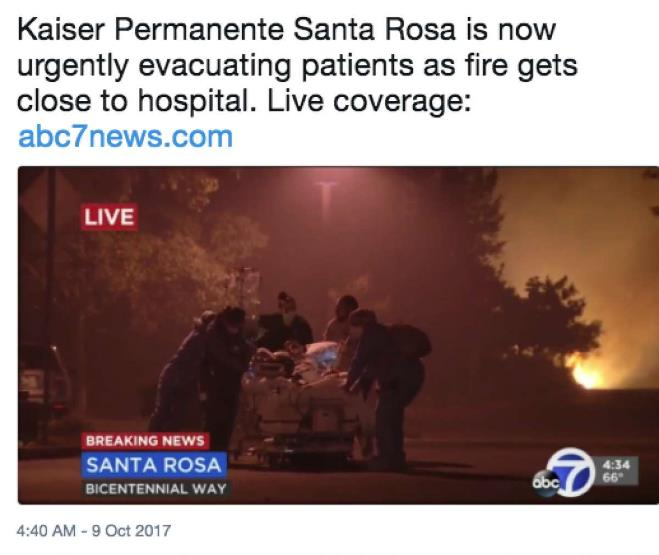 Kaiser Permanente Santa Rosa is now
urgently evacuating patients as fire gets
close to hospital. Live coverage:
abc7news.com
LIVE
BREAKING NEWS
SANTA ROSA
BICENTENNIAL WAY
abc 7
4:34
66°
4:40 AM - 9 Oct 2017